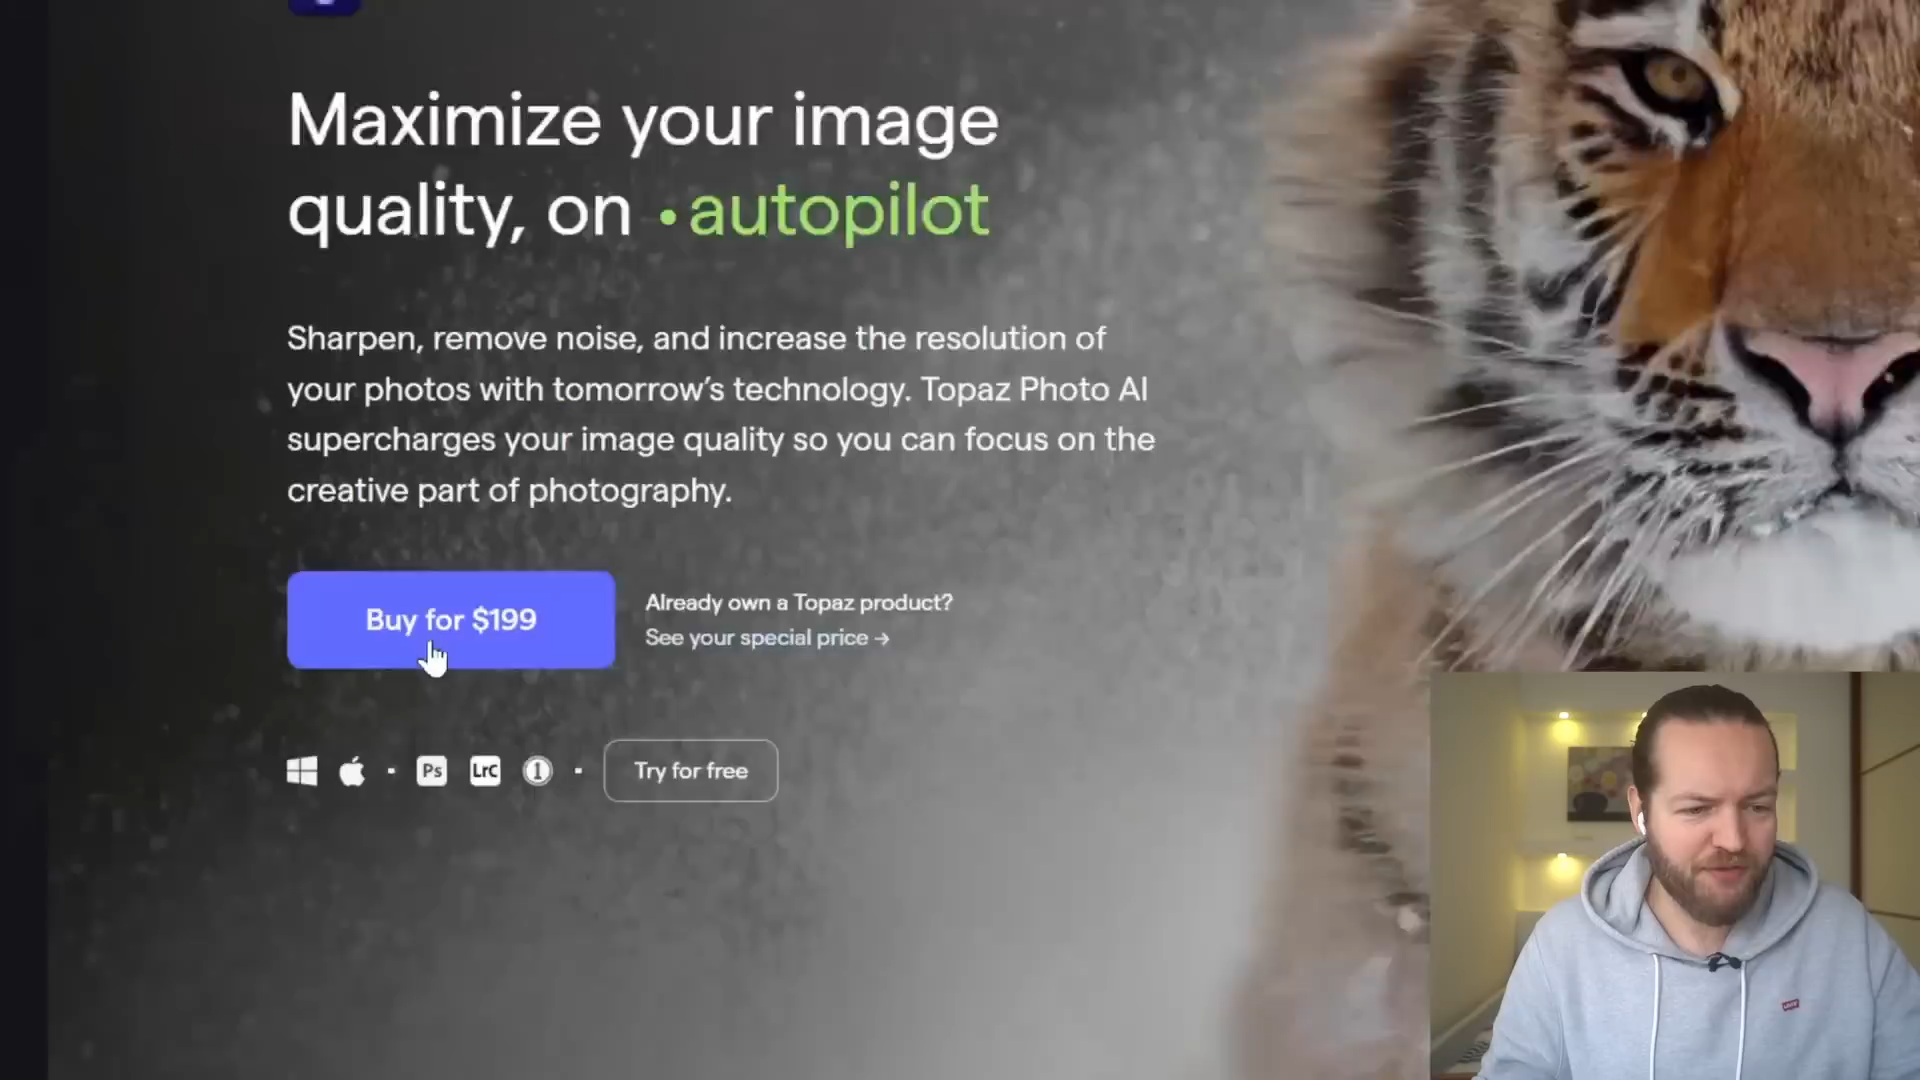 Maximize your image
quality, on • autopilot
Sharpen, remove noise, and increase the resolution of
your photos with tomorrow’s technology. Topaz Photo AI
supercharges your image quality so you can focus on the
creative part of photography.
Buy for $199
Already own a Topaz product?
See your special price →
Ps
LrC
Try for free